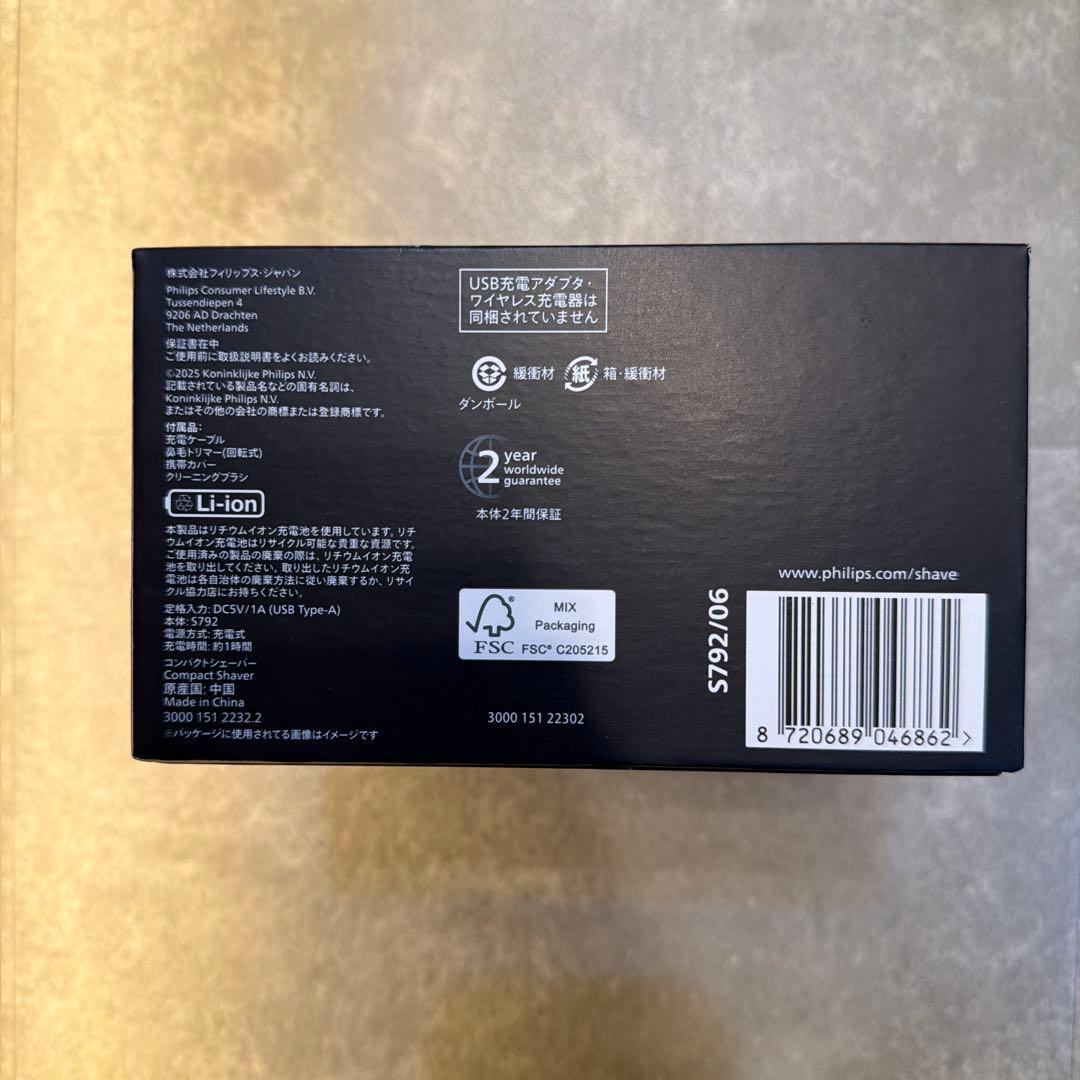 株式会社フィリップス・ジャパン
Philips Consumer Lifestyle B.V.
Tussendiepen 4
9206 AD Drachten
The Netherlands
保証書在中
ご使用前に取扱説明書をよくお読みください。
©2025 Koninklijke Philips N.V.
記載されている製品名などの固有名詞は、
Koninklijke Philips N.V.
またはその他の会社の商標または登録商標です。
付属品:
充電ケーブル
鼻毛トリマー(回転式)
携帯カバー
クリーニングブラシ
Li-ion
本製品はリチウムイオン充電池を使用しています。リチ
ウムイオン充電池はリサイクル可能な貴重な資源です。
ご使用済みの製品の廃棄の際は、リチウムイオン充電
池を取り出してください。取り出したリチウムイオン充
電池は各自治体の廃棄方法に従い廃棄するか、リサイ
クル協力店にお持ちください。
定格入力: DC5V/1A (USB Type-A)
本体: S792
電源方式: 充電式
充電時間: 約1時間
コンパクトシェーバー
Compact Shaver
原産国: 中国
Made in China
3000 151 2232.2
※パッケージに使用されてる画像はイメージです
USB充電アダプタ・
ワイヤレス充電器は
同梱されていません
緩衝材 紙 箱・緩衝材
ダンボール
2 year
worldwide
guarantee
本体2年間保証
FSC
MIX
Packaging
FSC® C205215
3000 151 22302
www.philips.com/shave
S792/06
8 720689 046862 >